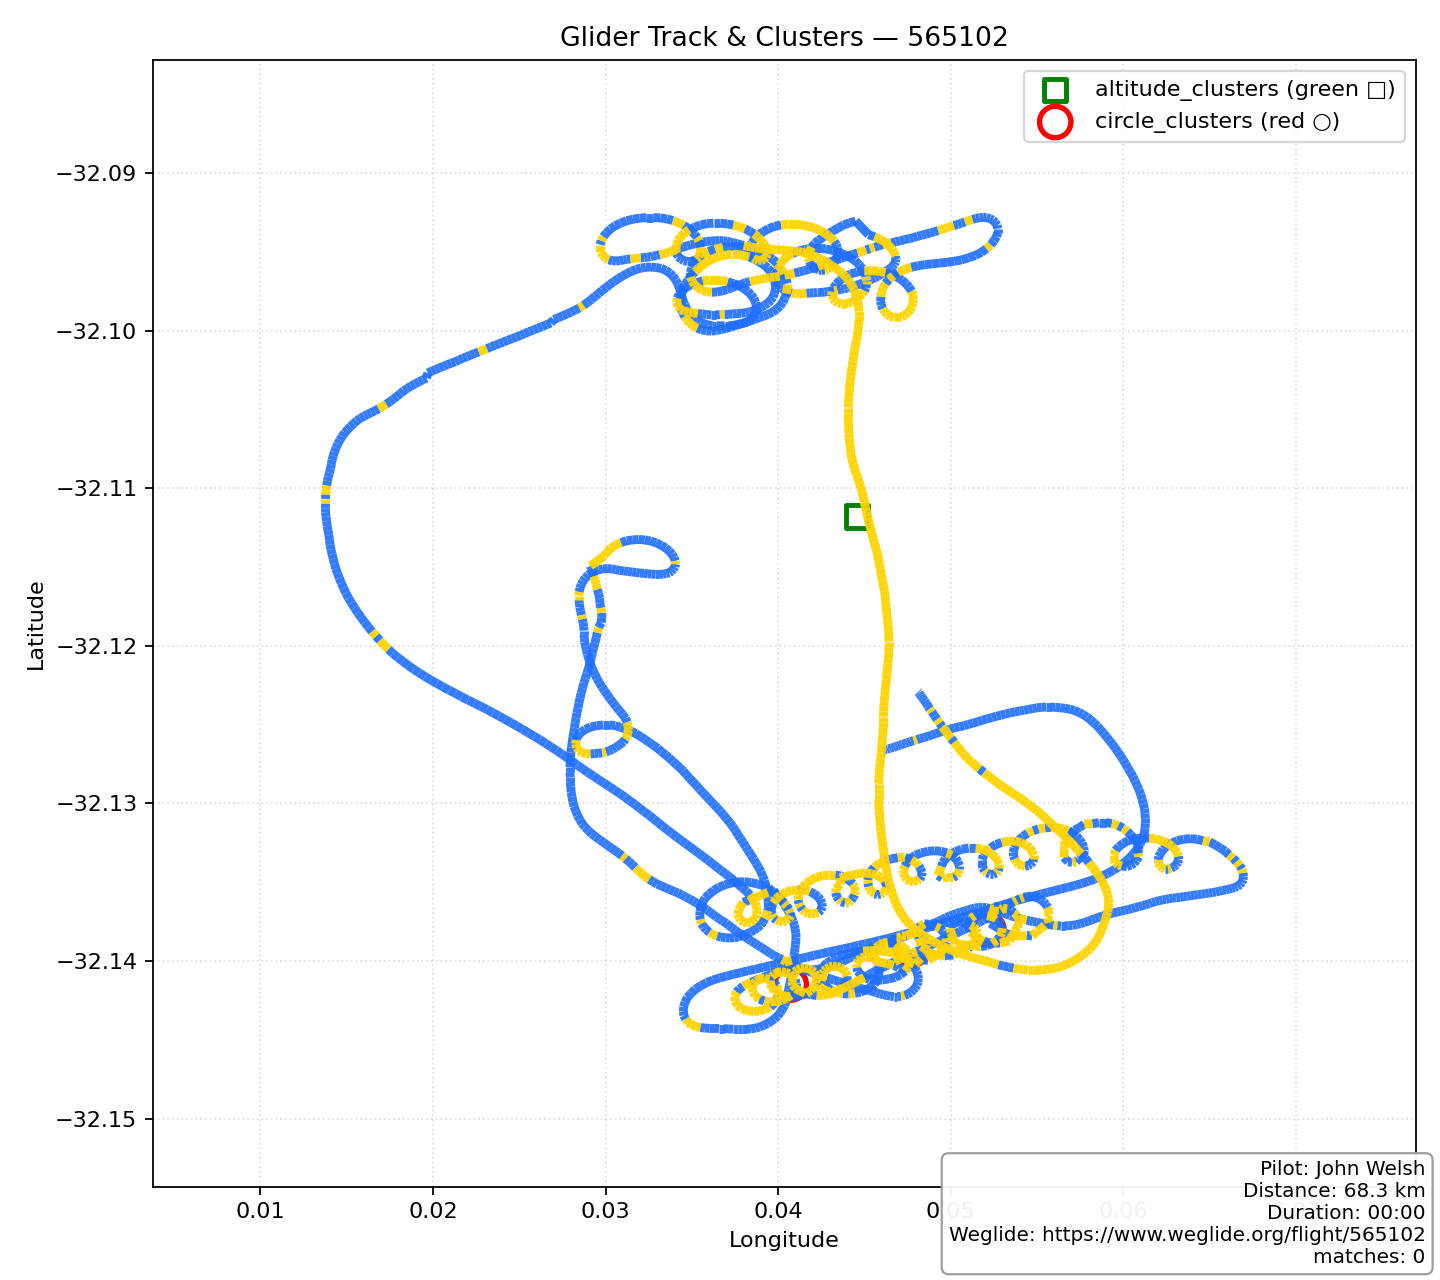 Glider Track & Clusters — 565102
altitude_clusters (green □)
circle_clusters (red ○)
−32.09
−32.10
−32.11
−32.12
−32.13
−32.14
−32.15
Latitude
0.01
0.02
0.03
0.04
0.05
0.06
Longitude
Pilot: John Welsh
Distance: 68.3 km
Duration: 00:00
Weglide: https://www.weglide.org/flight/565102
matches: 0